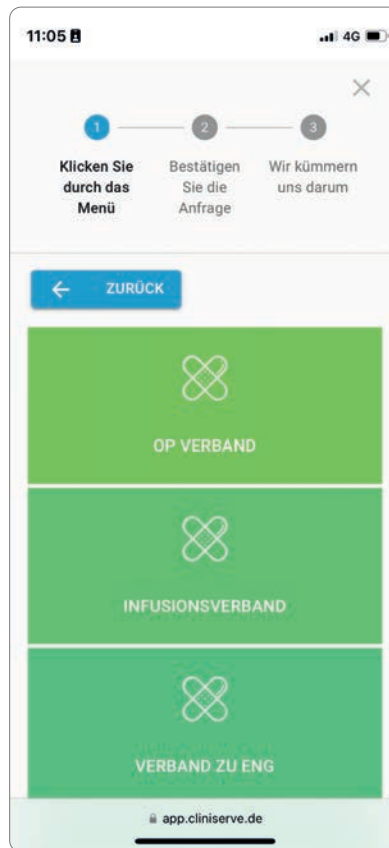 11:05
4G
1
2
3
Klicken Sie
durch das
Menü
Bestätigen
Sie die
Anfrage
Wir kümmern
uns darum
ZURÜCK
OP VERBAND
INFUSIONSVERBAND
VERBAND ZU ENG
app.cliniserve.de